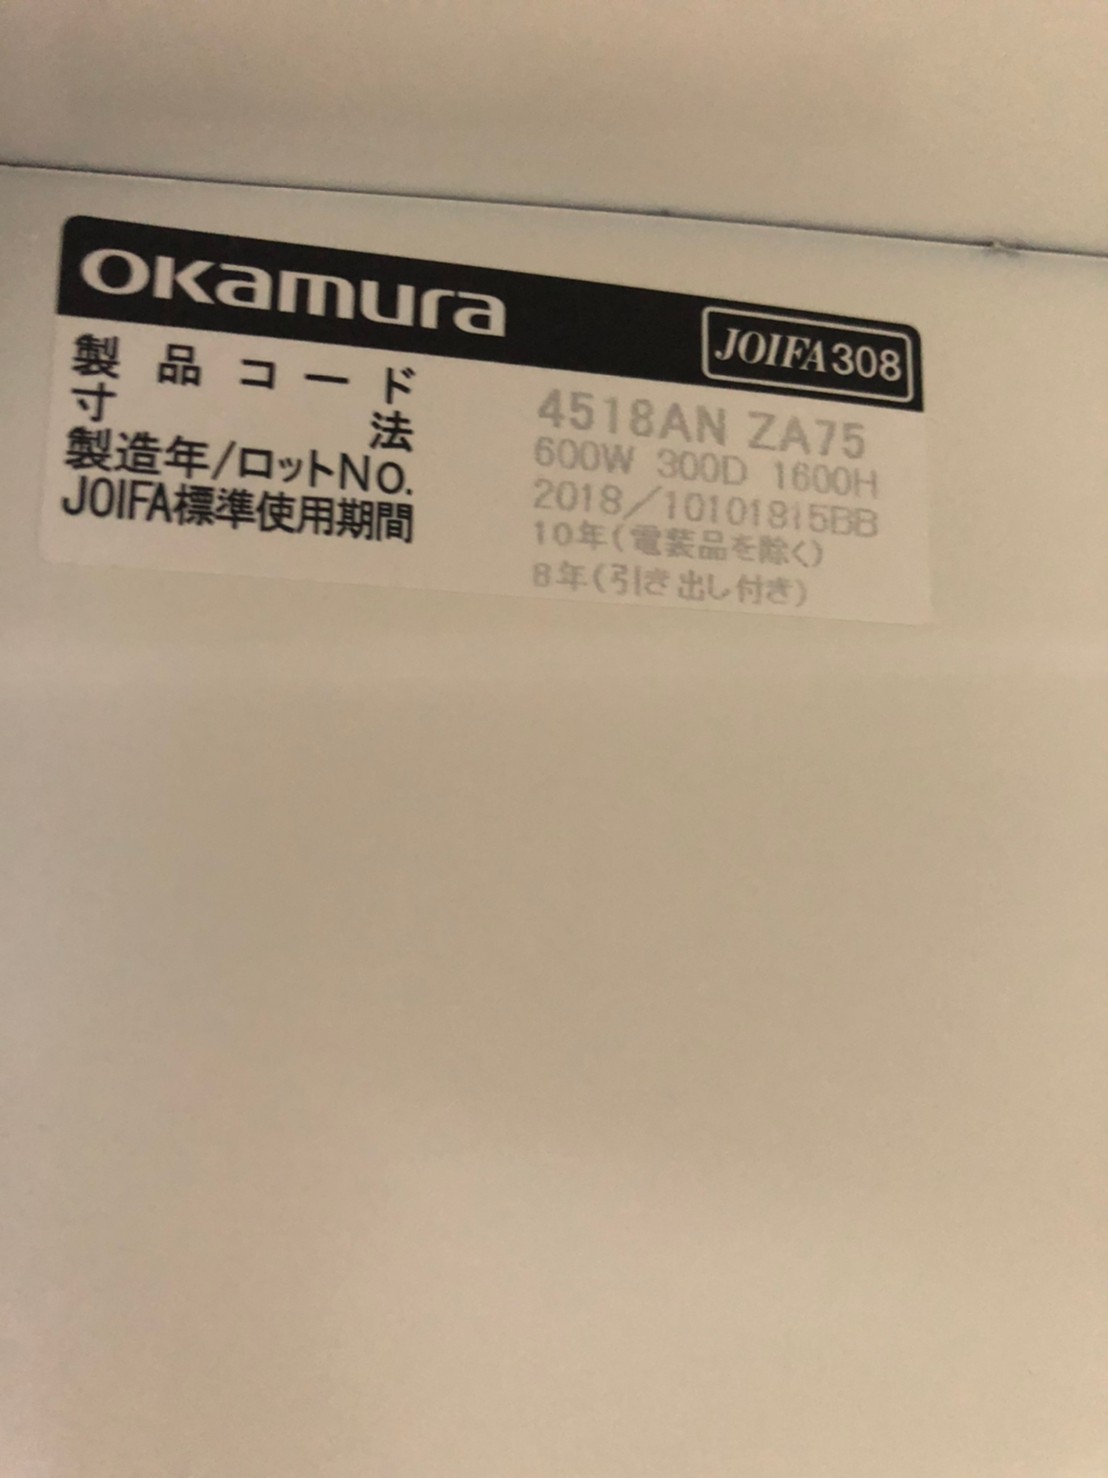 okamura JOIFA308
製品コード 4518AN ZA75
寸法 600W 300D 1600H
製造年/ロットNO. 2018/10101815BB
JOIFA標準使用期間 10年(電装品を除く)
8年(引き出し付き)